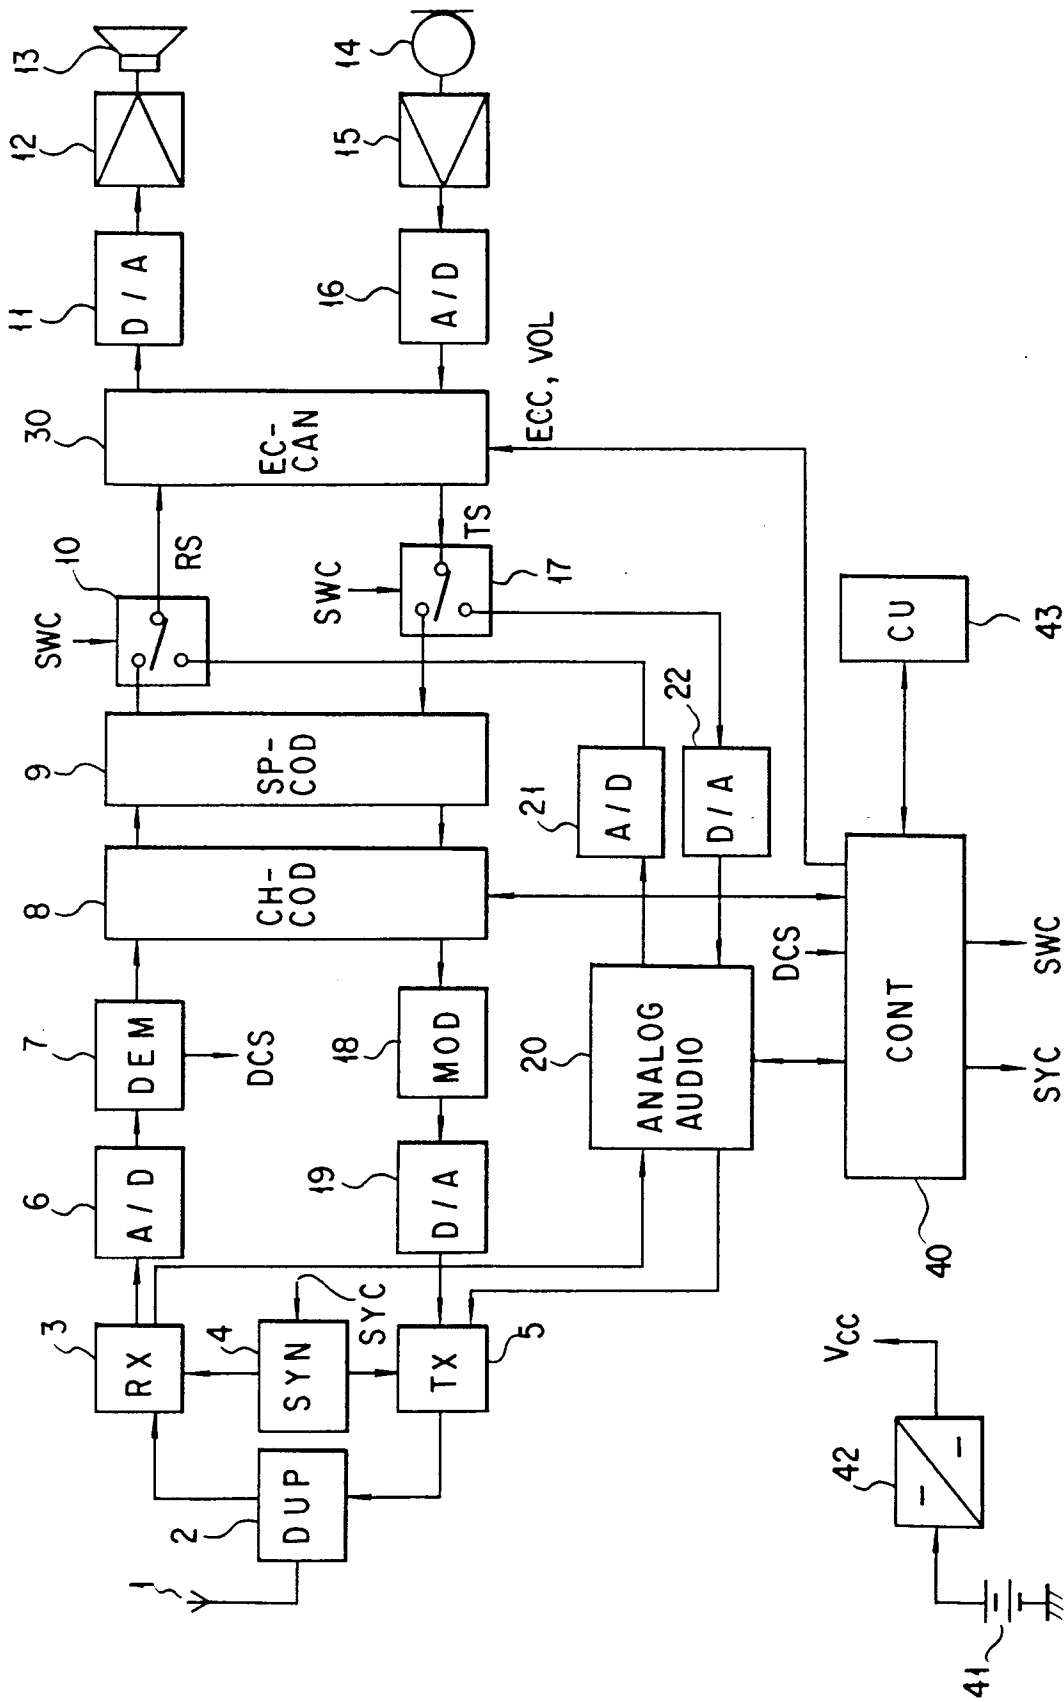 1
2
DUP
3
RX
4
SYN
SYC
5
TX
6
A/D
7
DEM
DCS
8
CH-
COD
9
SP-
COD
10
SWC
RS
30
EC-
CAN
11
D/A
12
13
14
15
16
A/D
TS
17
SWC
ECC, VOL
18
MOD
19
D/A
20
ANALOG
AUDIO
21
A/D
22
D/A
DCS
CONT
40
SYC
SWC
CU
43
41
42
VCC